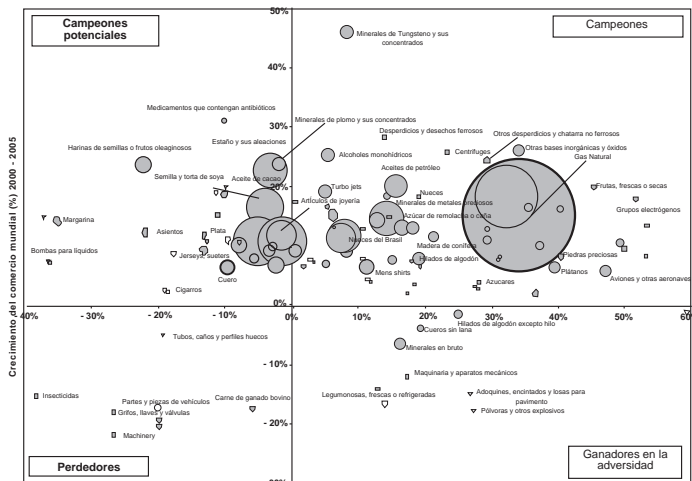 50%
Campeones
potenciales
Campeones
Minerales de Tungsteno y sus
concentrados
40%
Medicamentos que contengan antibióticos
30%
Minerales de plomo y sus concentrados
Desperdicios y desechos ferrosos
Otros desperdicios y chatarra no ferrosos
Estaño y sus aleaciones
Harinas de semillas o frutos oleaginosos
Alcoholes monohídricos
Centrífuges
Otras bases inorgánicas y óxidos
Gas Natural
Semilla y torta de soya
Aceite de cacao
Aceites de petróleo
20%
Turbo jets
Nueces
Frutas, frescas o secas
Artículos de joyería
Minerales de metales preciosos
Grupos electrógenos
Margarina
Azúcar de remolacha o caña
Asientos
Plata
10%
Nueces del Brasil
Madera de conífera
Bombas para líquidos
Jerseys, sueters
Hilados de algodón
Piedras preciosas
Cuero
Mens shirts
Plátanos
Aviones y otras aeronaves
Cigarros
Azucares
0%
- 40%
- 30%
- 20%
- 10%
0%
10%
20%
30%
40%
50%
60%
Hilados de algodón excepto hilo
Cueros sin lana
Tubos, caños y perfiles huecos
Minerales en bruto
- 10%
Maquinaria y aparatos mecánicos
Insecticidas
Partes y piezas de vehículos
Carne de ganado bovino
Legumonosas, frescas o refrigeradas
Adoquines, encintados y losas para
pavimento
Grifos, llaves y válvulas
Pólvoras y otros explosivos
- 20%
Machinery
Perdedores
Ganadores en la
adversidad
Crecimiento del comercio mundial (%) 2000 - 2005